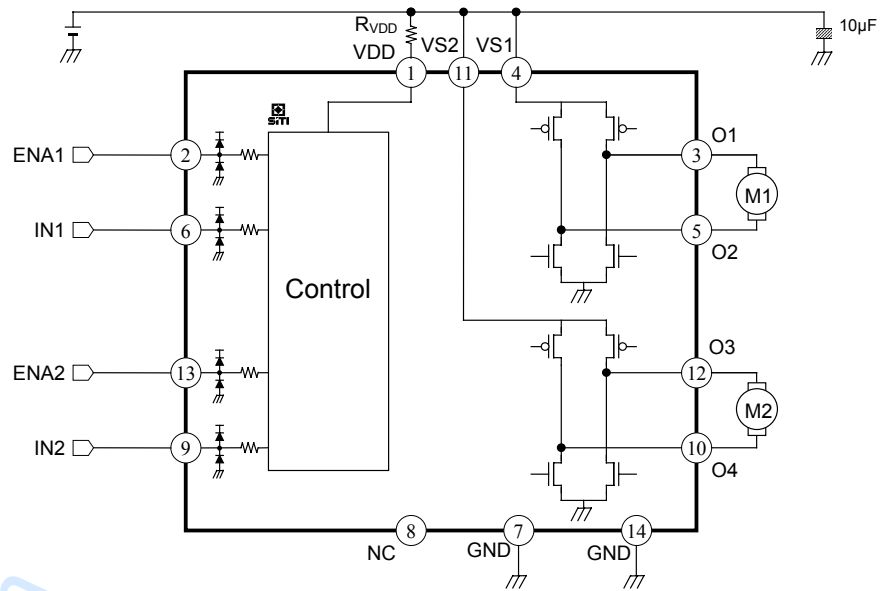 RVDD
10µF
VDD
VS2
VS1
1
11
4
SiTI
ENA1
2
O1
3
M1
IN1
6
5
O2
Control
O3
ENA2
13
12
M2
IN2
9
10
O4
8
7
14
NC
GND
GND